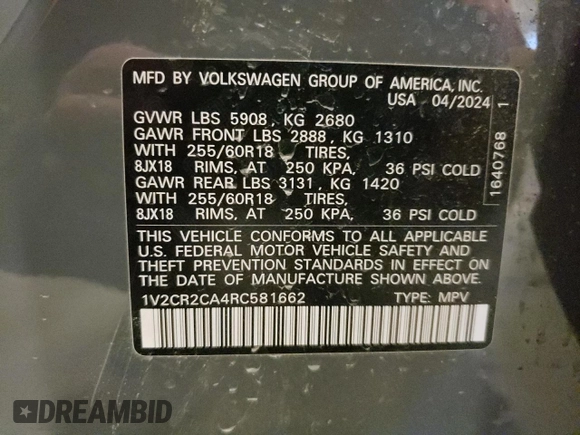 MFD BY VOLKSWAGEN GROUP OF AMERICA, INC.
USA 04/2024
1
GVWR LBS 5908, KG 2680
GAWR FRONT LBS 2888, KG 1310
WITH 255/60R18 TIRES,
8JX18 RIMS, AT 250 KPA, 36 PSI COLD
GAWR REAR LBS 3131, KG 1420
WITH 255/60R18 TIRES,
8JX18 RIMS, AT 250 KPA, 36 PSI COLD
1640768
THIS VEHICLE CONFORMS TO ALL APPLICABLE
U.S. FEDERAL MOTOR VEHICLE SAFETY AND
THEFT PREVENTION STANDARDS IN EFFECT ON
THE DATE OF MANUFACTURE SHOWN ABOVE.
1V2CR2CA4RC581662 TYPE: MPV
DREAMBID